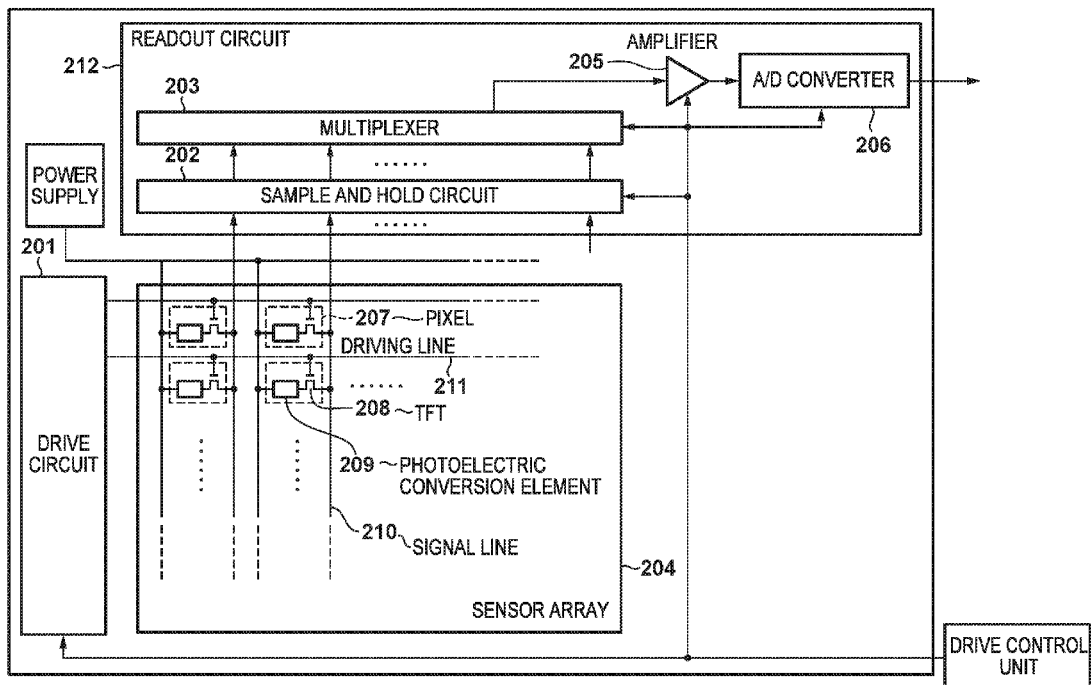 READOUT CIRCUIT
212
AMPLIFIER
205
A/D CONVERTER
206
203
MULTIPLEXER
......
202
SAMPLE AND HOLD CIRCUIT
......
POWER
SUPPLY
201
DRIVE
CIRCUIT
207 PIXEL
DRIVING LINE
211
......
208 TFT
209 PHOTOELECTRIC
CONVERSION ELEMENT
210 SIGNAL LINE
204
SENSOR ARRAY
DRIVE CONTROL
UNIT